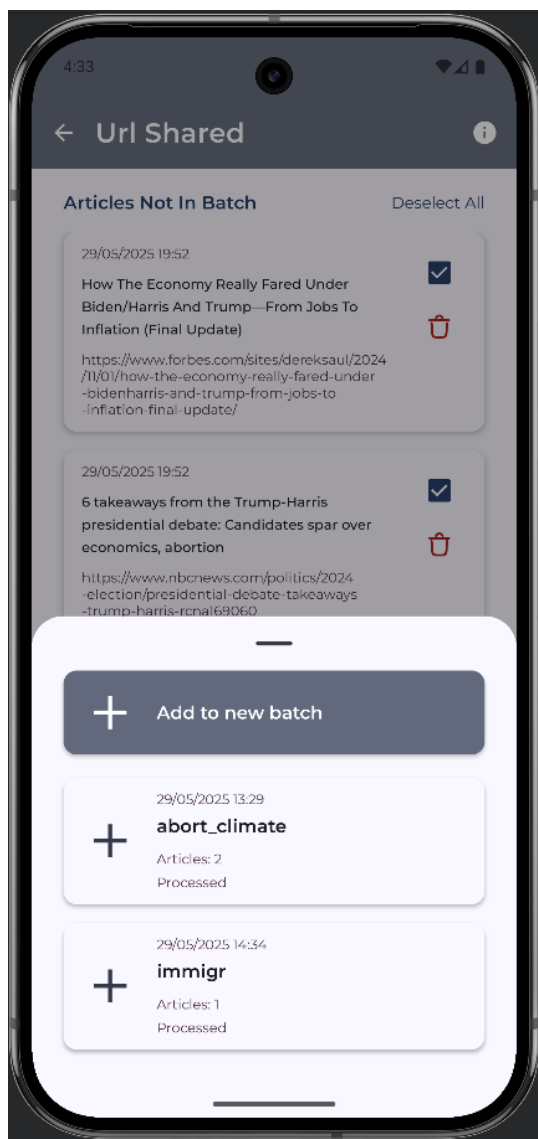 4:33
Url Shared
Articles Not In Batch
Deselect All
29/05/2025 19:52
How The Economy Really Fared Under
Biden/Harris And Trump—From Jobs To
Inflation (Final Update)
https://www.forbes.com/sites/dereksaul/2024
/11/01/how-the-economy-really-fared-under
-bidenharris-and-trump-from-jobs-to
-inflation-final-update/
29/05/2025 19:52
6 takeaways from the Trump-Harris
presidential debate: Candidates spar over
economics, abortion
https://www.nbcnews.com/politics/2024
-election/presidential-debate-takeaways
-trump-harris-rcna169060
Add to new batch
29/05/2025 13:29
abort_climate
Articles: 2
Processed
29/05/2025 14:34
immigr
Articles: 1
Processed